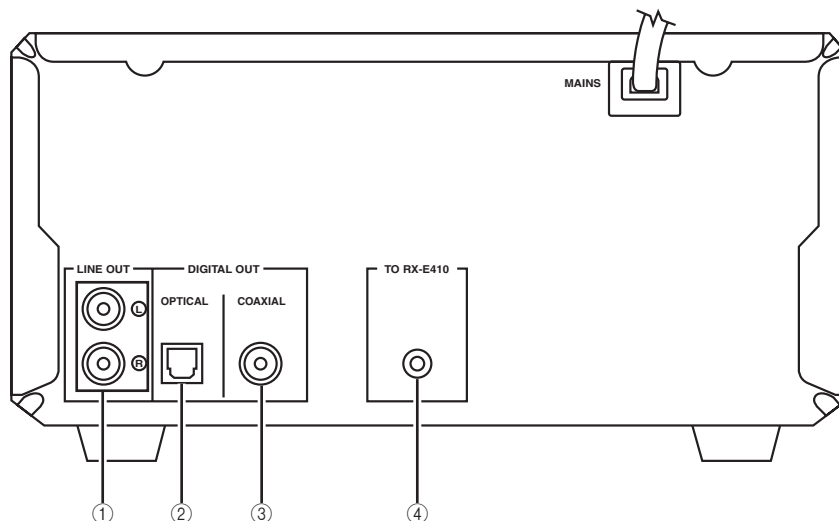 MAINS
LINE OUT
DIGITAL OUT
TO RX-E410
OPTICAL
COAXIAL
L
R
① ② ③ ④